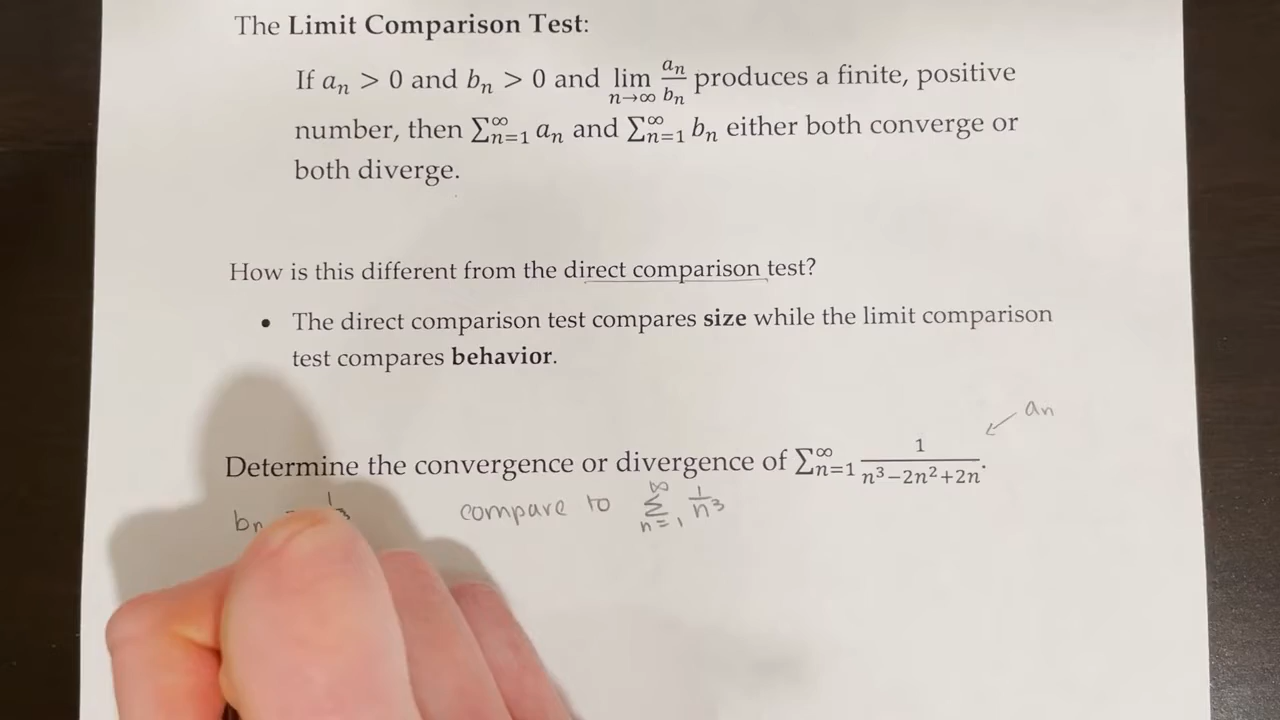 The Limit Comparison Test:
If aₙ > 0 and bₙ > 0 and lim n→∞ aₙ/bₙ produces a finite, positive
number, then ∑ₙ₌₁^∞ aₙ and ∑ₙ₌₁^∞ bₙ either both converge or
both diverge.
How is this different from the direct comparison test?
• The direct comparison test compares size while the limit comparison
test compares behavior.
aₙ
Determine the convergence or divergence of ∑ₙ₌₁^∞ 1/(n³−2n²+2n).
bₙ = 1/ compare to ∑ₙ₌₁^∞ 1/n³